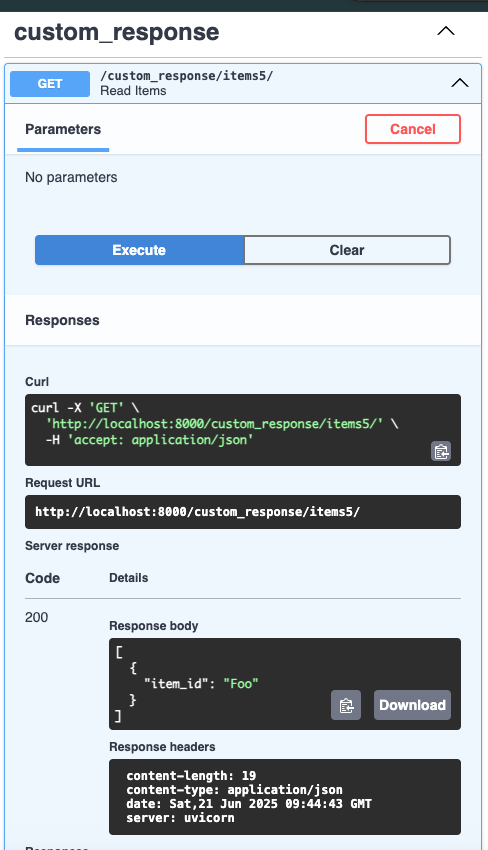 custom_response
GET
/custom_response/items5/
Read Items
Parameters
Cancel
No parameters
Execute
Clear
Responses
Curl
curl -X 'GET' \
'http://localhost:8000/custom_response/items5/' \
-H 'accept: application/json'
Request URL
http://localhost:8000/custom_response/items5/
Server response
Code
Details
200
Response body
[
{
"item_id": "Foo"
}
]
Download
Response headers
content-length: 19
content-type: application/json
date: Sat,21 Jun 2025 09:44:43 GMT
server: uvicorn
Responses